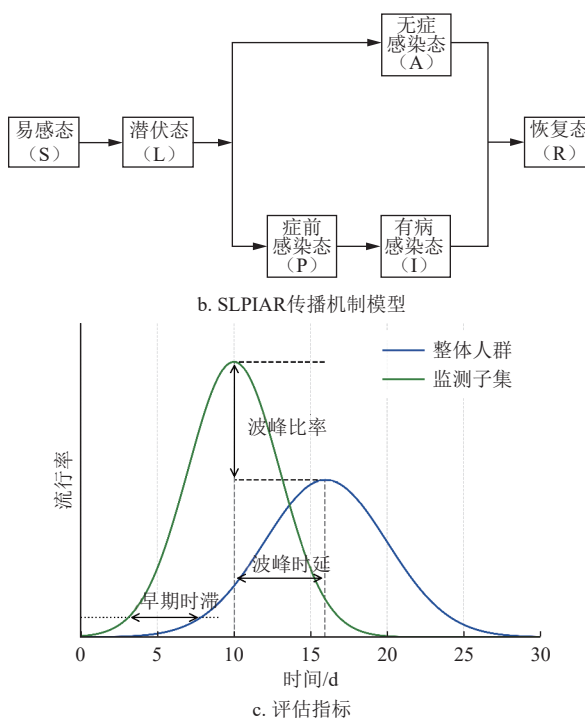 无症
感染态
（A）
易感态
（S）
潜伏态
（L）
恢复态
（R）
症前
感染态
（P）
有病
感染态
（I）
b. SLPIAR传播机制模型
整体人群
监测子集
波峰比率
流行率
波峰时延
早期时滞
0 5 10 15 20 25 30
时间/d
c. 评估指标